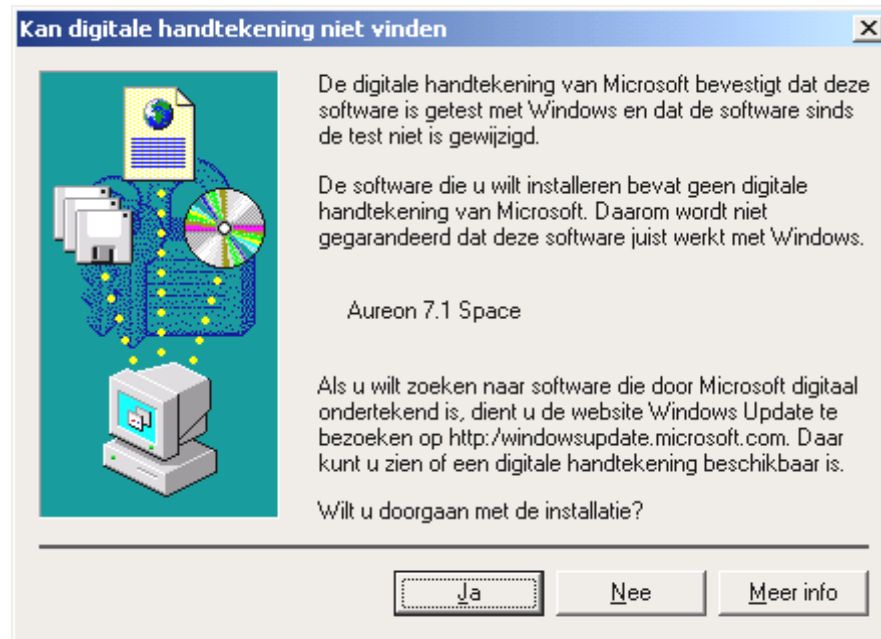 Kan digitale handtekening niet vinden
De digitale handtekening van Microsoft bevestigt dat deze
software is getest met Windows en dat de software sinds
de test niet is gewijzigd.
De software die u wilt installeren bevat geen digitale
handtekening van Microsoft. Daarom wordt niet
gegarandeerd dat deze software juist werkt met Windows.
Aureon 7.1 Space
Als u wilt zoeken naar software die door Microsoft digitaal
ondertekend is, dient u de website Windows Update te
bezoeken op http:/windowsupdate.microsoft.com. Daar
kunt u zien of een digitale handtekening beschikbaar is.
Wilt u doorgaan met de installatie?
Ja Nee Meer info